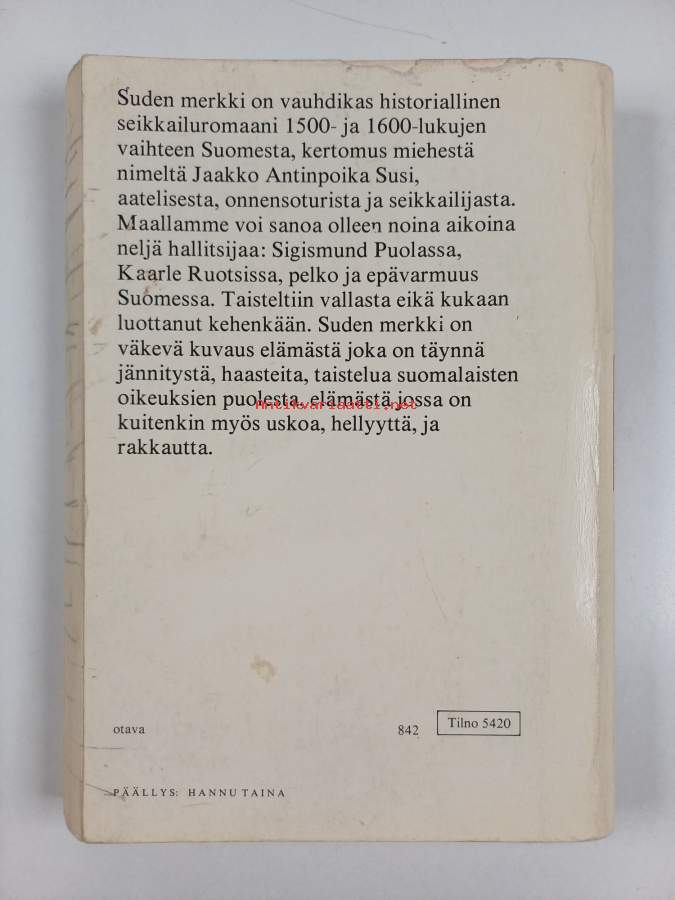 Suden merkki on vauhdikas historiallinen
seikkailuromaani 1500- ja 1600-lukujen
vaihteen Suomesta, kertomus miehestä
nimeltä Jaakko Antinpoika Susi,
aatelisesta, onnensoturista ja seikkailijasta.
Maallamme voi sanoa olleen noina aikoina
neljä hallitsijaa: Sigismund Puolassa,
Kaarle Ruotsissa, pelko ja epävarmuus
Suomessa. Taisteltiin vallasta eikä kukaan
luottanut kehenkään. Suden merkki on
väkevä kuvaus elämästä joka on täynnä
jännitystä, haasteita, taistelua suomalaisten
oikeuksien puolesta, elämästä jossa on
Antikvariaatti.net
kuitenkin myös uskoa, hellyyttä, ja
rakkautta.
otava
842
Tilno 5420
PÄÄLLYS: HANNU TAINA